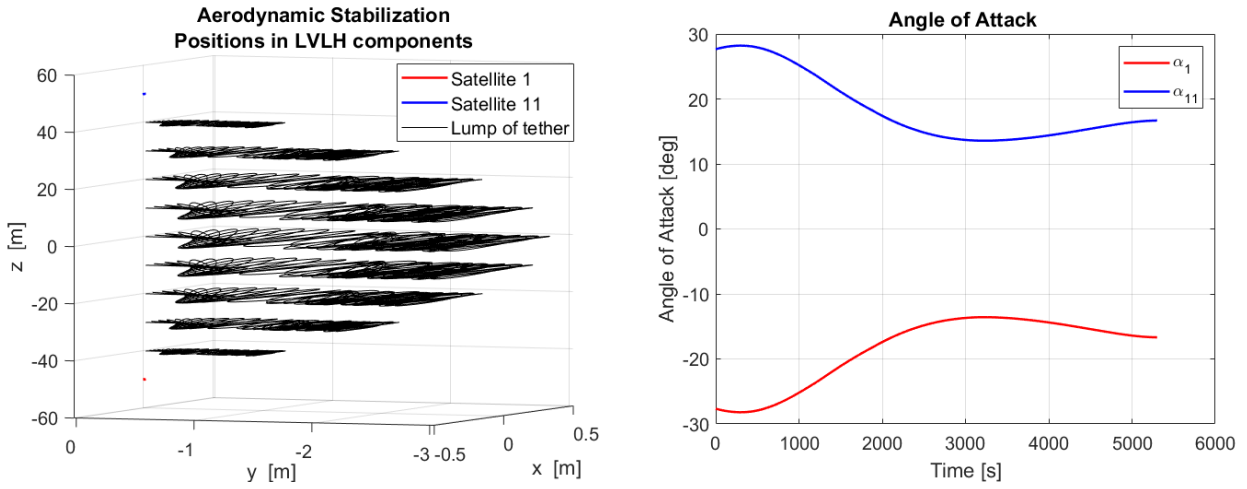 Aerodynamic Stabilization
Positions in LVLH components
60
40
20
0
-20
-40
-60
z [m]
0
-1
-2
-3
y [m]
-0.5
0
0.5
x [m]
Satellite 1
Satellite 11
Lump of tether
Angle of Attack
30
20
10
0
-10
-20
-30
Angle of Attack [deg]
0
1000
2000
3000
4000
5000
6000
Time [s]
α1
α11